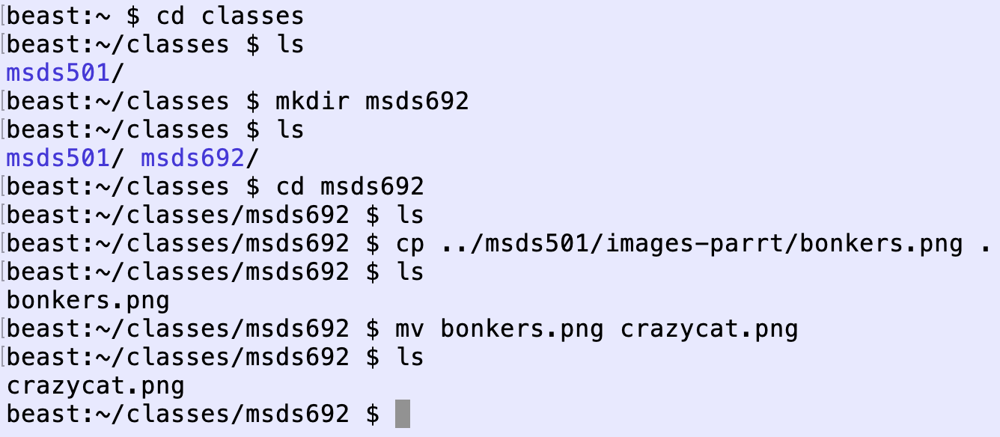 [beast:~ $ cd classes
[beast:~/classes $ ls
msds501/
[beast:~/classes $ mkdir msds692
[beast:~/classes $ ls
msds501/ msds692/
[beast:~/classes $ cd msds692
[beast:~/classes/msds692 $ ls
[beast:~/classes/msds692 $ cp ../msds501/images-parrt/bonkers.png .
[beast:~/classes/msds692 $ ls
bonkers.png
[beast:~/classes/msds692 $ mv bonkers.png crazycat.png
[beast:~/classes/msds692 $ ls
crazycat.png
beast:~/classes/msds692 $